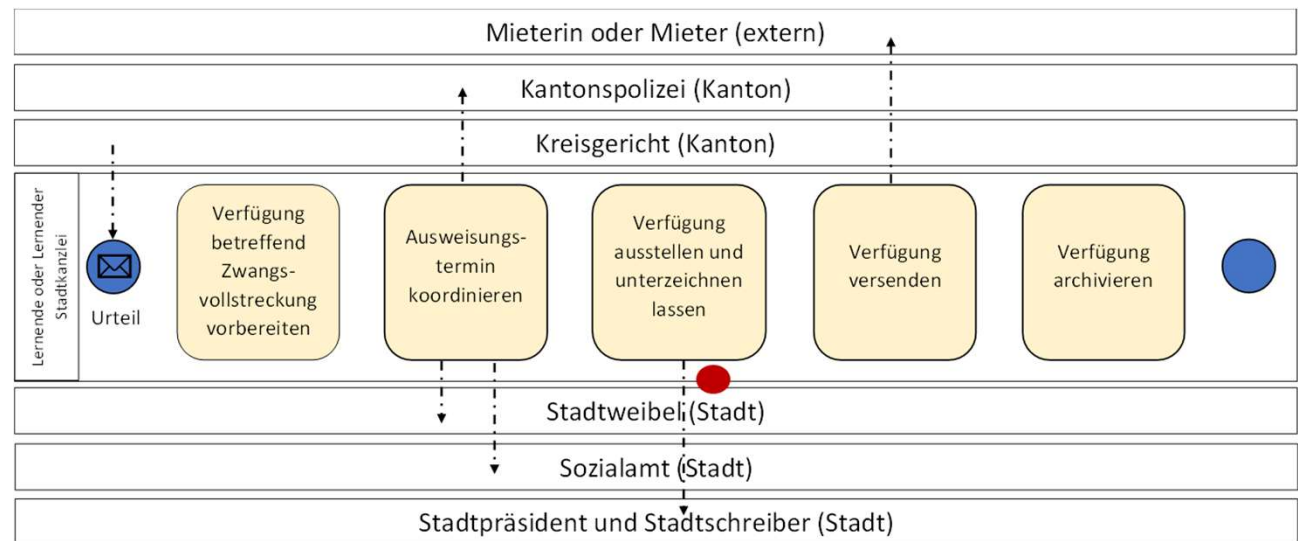 Mieterin oder Mieter (extern)
Kantonspolizei (Kanton)
Kreisgericht (Kanton)
Lernende oder Lernender
Stadtkanzlei
Urteil
Verfügung
betreffend
Zwangs-
vollstreckung
vorbereiten
Ausweisungs-
termin
koordinieren
Verfügung
ausstellen und
unterzeichnen
lassen
Verfügung
versenden
Verfügung
archivieren
Stadtweibel (Stadt)
Sozialamt (Stadt)
Stadtpräsident und Stadtschreiber (Stadt)